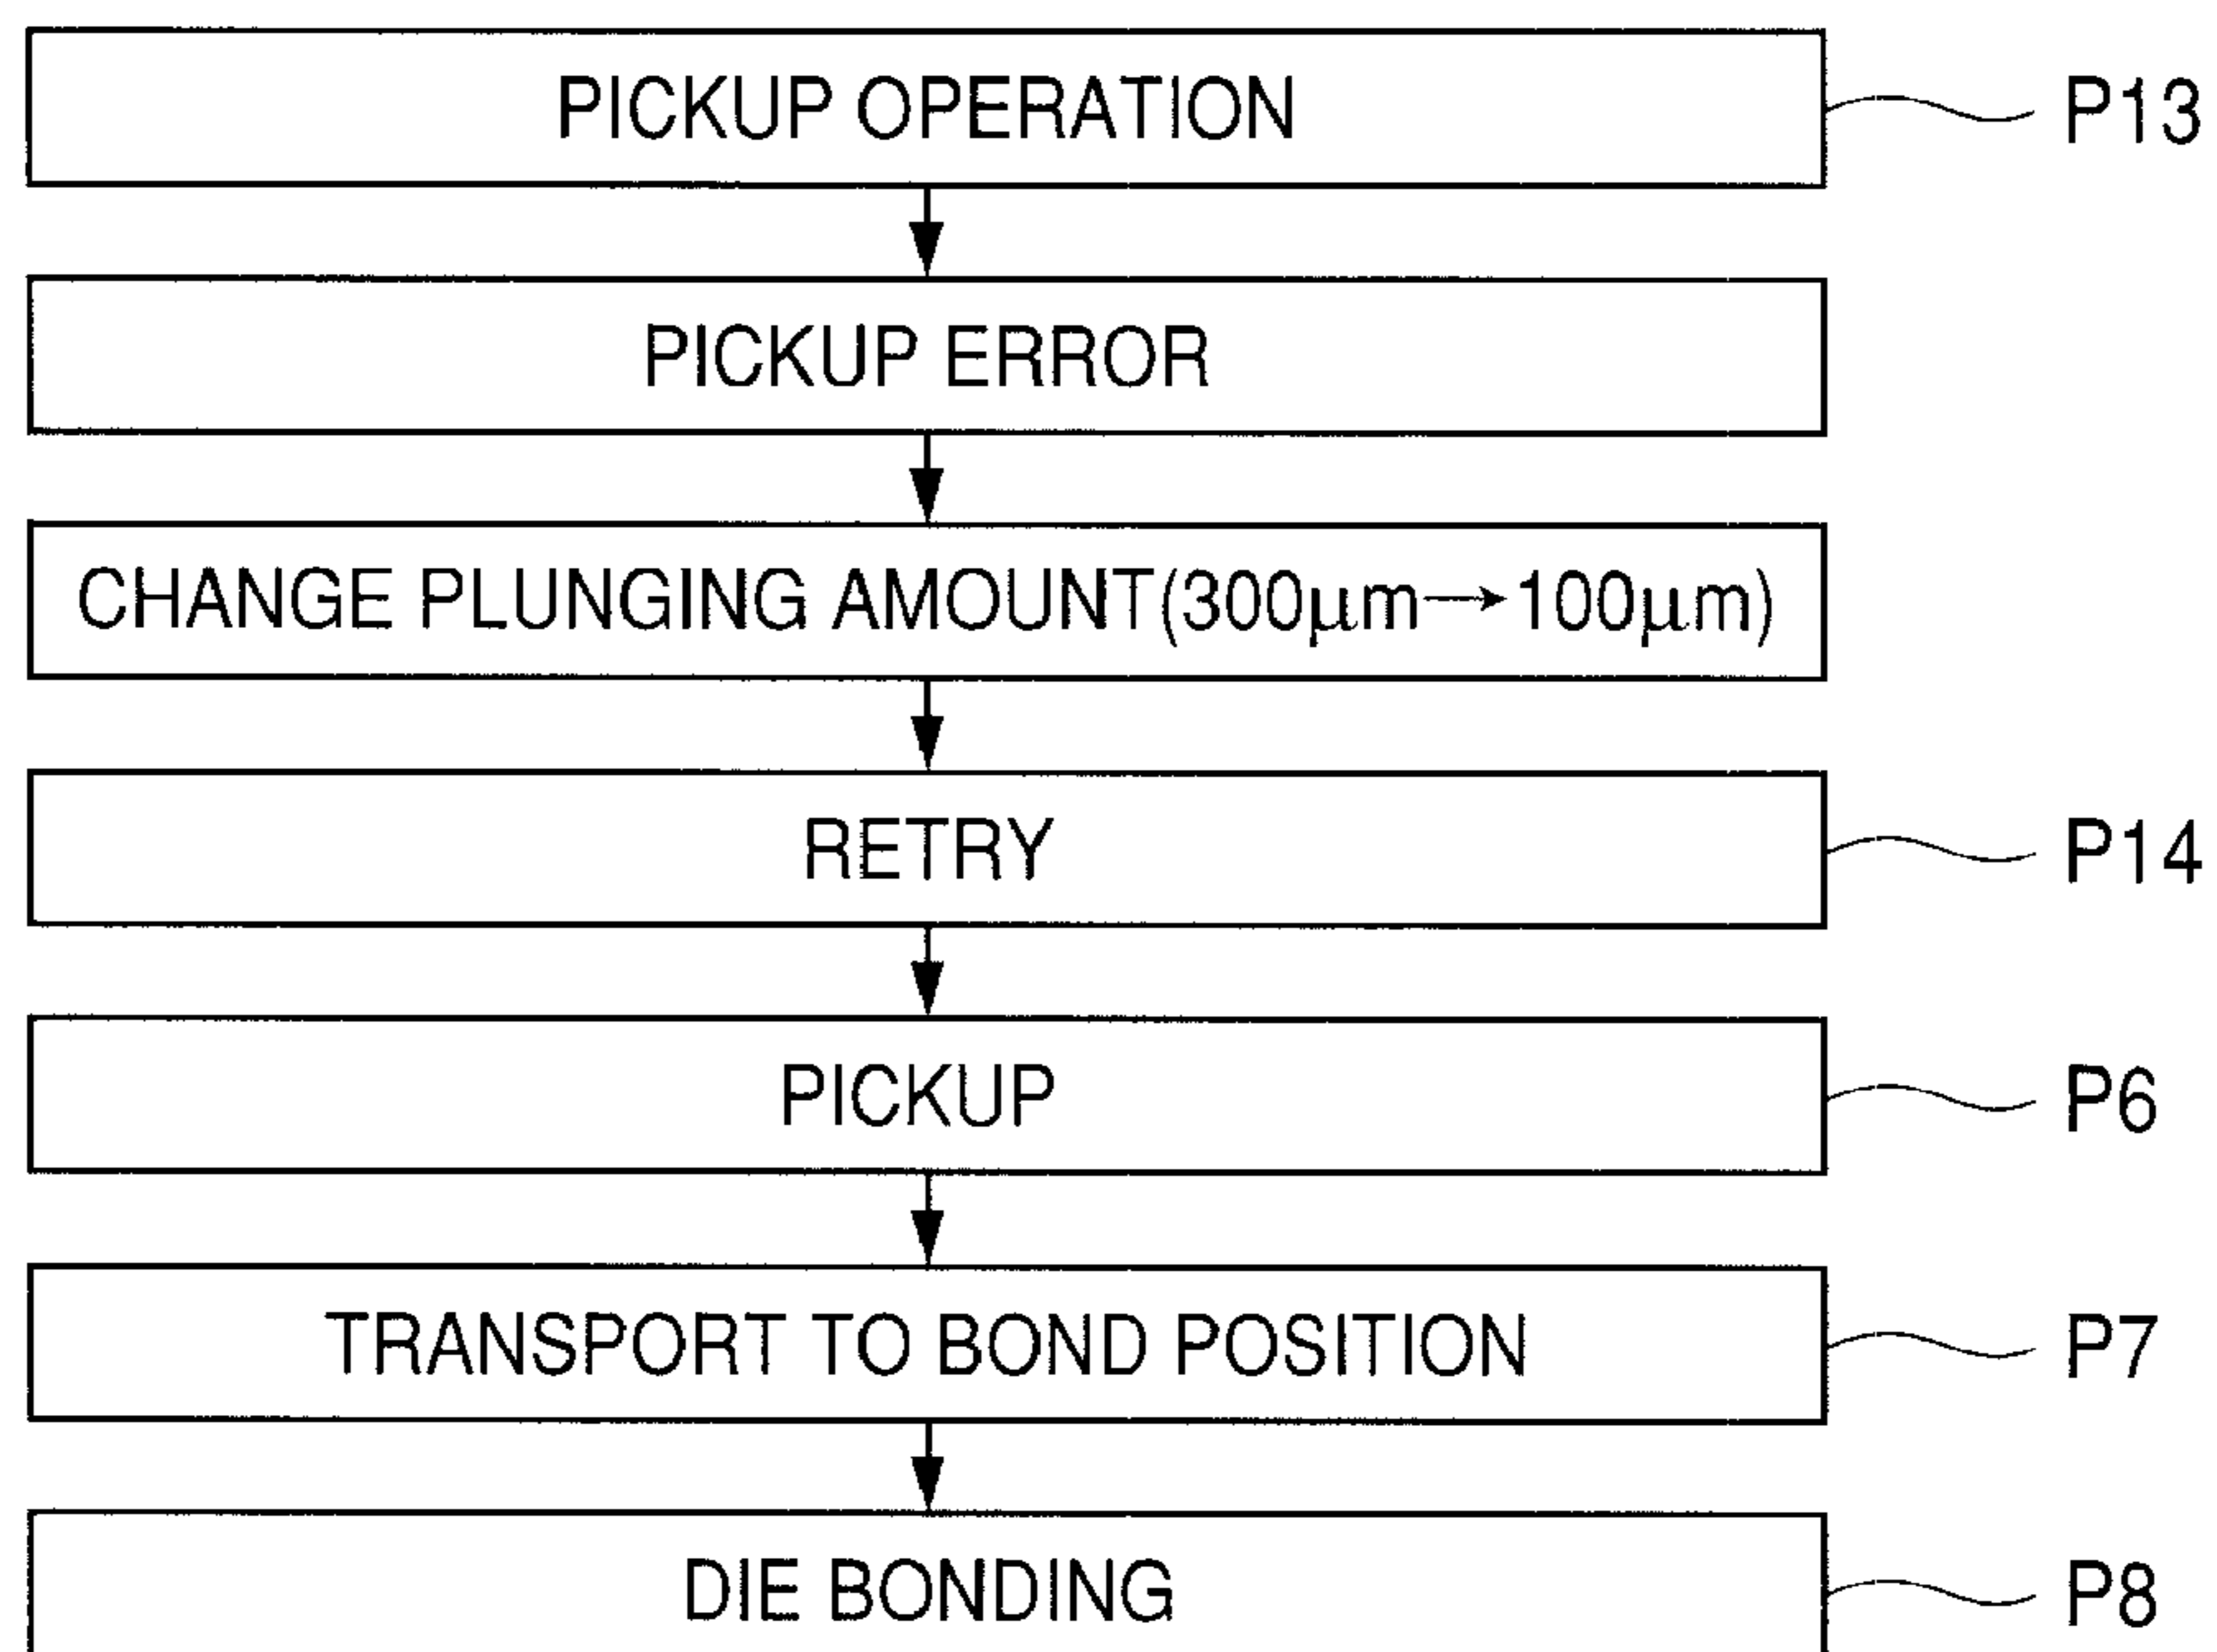 PICKUP OPERATION P13
PICKUP ERROR
CHANGE PLUNGING AMOUNT(300μm→100μm)
RETRY P14
PICKUP P6
TRANSPORT TO BOND POSITION P7
DIE BONDING P8